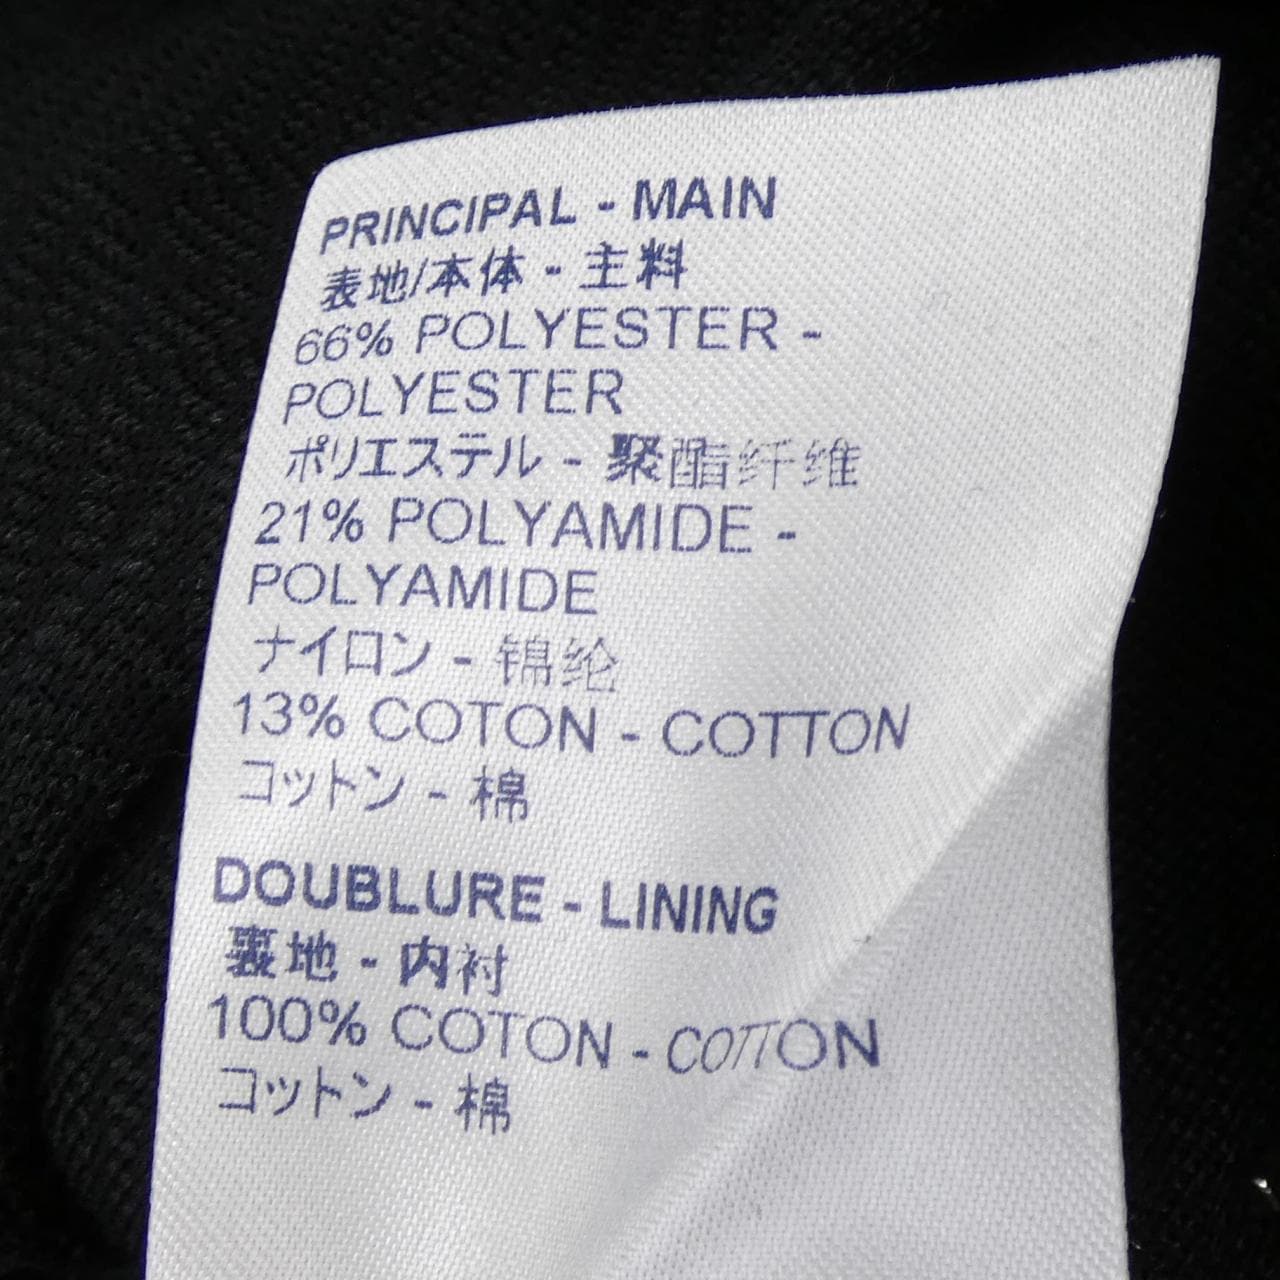 PRINCIPAL - MAIN
表地/本体 - 主料
66% POLYESTER -
POLYESTER
ポリエステル - 聚酯纤维
21% POLYAMIDE -
POLYAMIDE
ナイロン - 锦纶
13% COTON - COTTON
コットン - 棉
DOUBLURE - LINING
裏地 - 内衬
100% COTON - COTTON
コットン - 棉